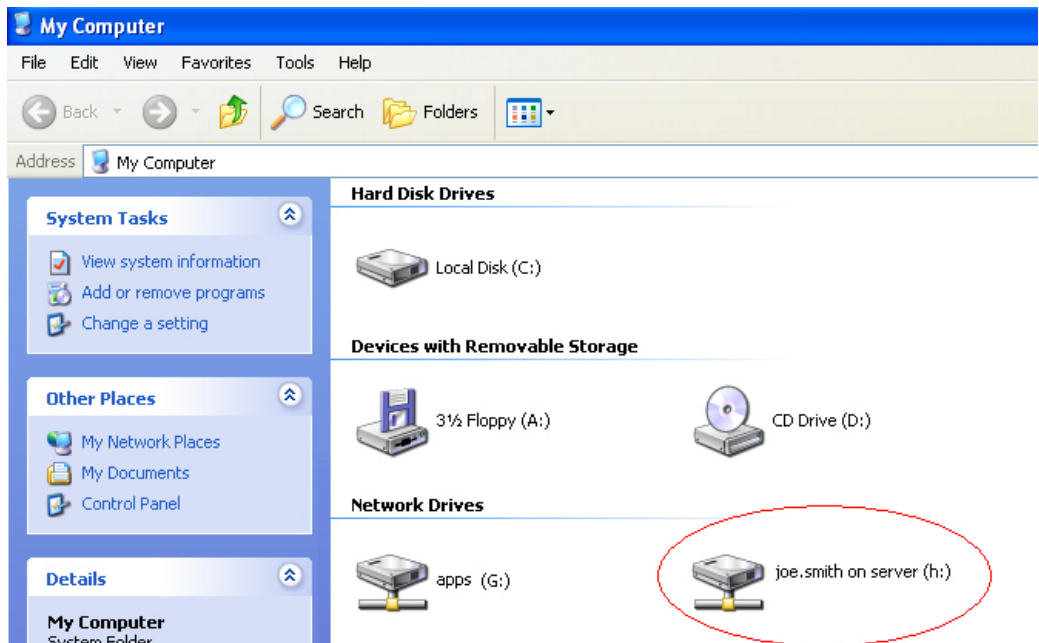 My Computer
File Edit View Favorites Tools Help
Back Search Folders
Address My Computer
System Tasks
View system information
Add or remove programs
Change a setting
Other Places
My Network Places
My Documents
Control Panel
Details
My Computer
System Folder
Hard Disk Drives
Local Disk (C:)
Devices with Removable Storage
3½ Floppy (A:)
CD Drive (D:)
Network Drives
apps (G:)
joe.smith on server (h:)